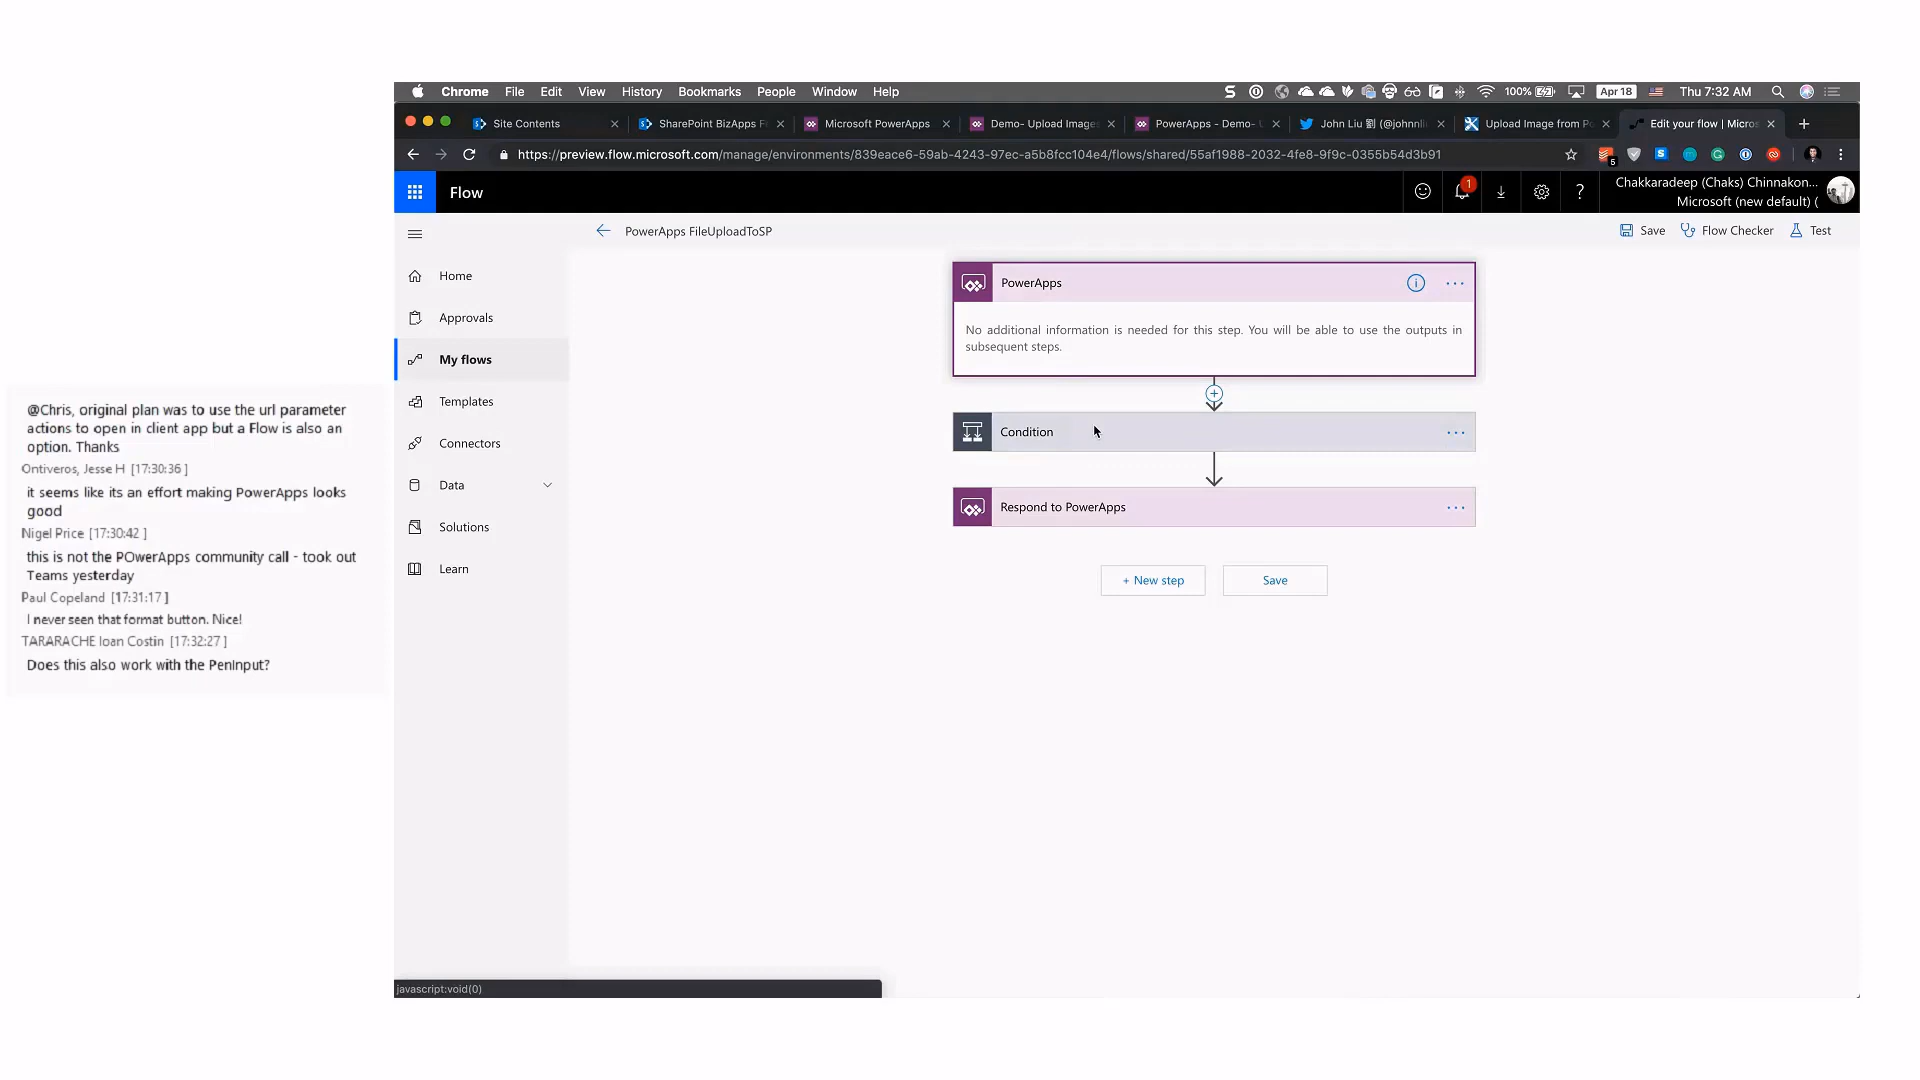 Chrome File Edit View History Bookmarks People Window Help
100%
Apr 18
Thu 7:32 AM
Site Contents
SharePoint BizApps F
Microsoft PowerApps
Demo- Upload Images
PowerApps - Demo- U
John Liu 劉 (@johnnli
Upload Image from Po
Edit your flow | Micros
https://preview.flow.microsoft.com/manage/environments/839eace6-59ab-4243-97ec-a5b8fcc104e4/flows/shared/55af1988-2032-4fe8-9f9c-0355b54d3b91
5
Flow
1
?
Chakkaradeep (Chaks) Chinnakon...
Microsoft (new default) (
PowerApps FileUploadToSP
Save
Flow Checker
Test
Home
Approvals
My flows
Templates
Connectors
Data
Solutions
Learn
PowerApps
No additional information is needed for this step. You will be able to use the outputs in
subsequent steps.
Condition
Respond to PowerApps
+ New step
Save
@Chris, original plan was to use the url parameter
actions to open in client app but a Flow is also an
option. Thanks
Ontiveros, Jesse H [17:30:36 ]
it seems like its an effort making PowerApps looks
good
Nigel Price [17:30:42 ]
this is not the POwerApps community call - took out
Teams yesterday
Paul Copeland [17:31:17 ]
I never seen that format button. Nice!
TARARACHE Ioan Costin [17:32:27 ]
Does this also work with the PenInput?
javascript:void(0)